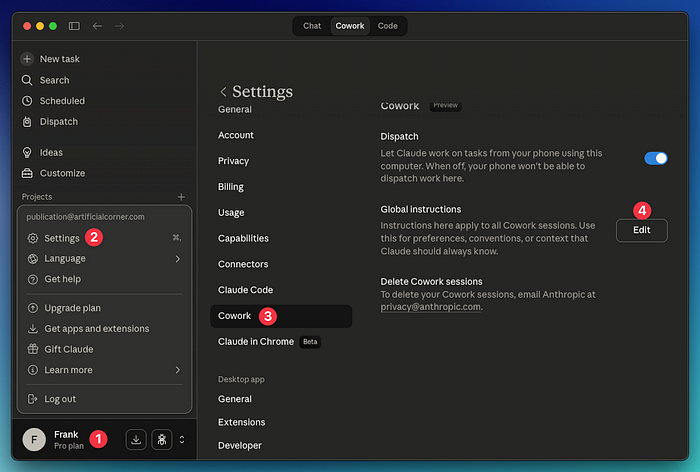 Chat Cowork Code
New task
Search
Scheduled
Dispatch
Ideas
Customize
Projects
publication@artificialcorner.com
Settings 2 ⌘,
Language
Get help
Upgrade plan
Get apps and extensions
Gift Claude
Learn more
Log out
F
Frank
Pro plan
1
Settings
General
Account
Privacy
Billing
Usage
Capabilities
Connectors
Claude Code
Cowork 3
Claude in Chrome Beta
Desktop app
General
Extensions
Developer
Cowork Preview
Dispatch
Let Claude work on tasks from your phone using this
computer. When off, your phone won't be able to
dispatch work here.
Global instructions
Instructions here apply to all Cowork sessions. Use
this for preferences, conventions, or context that
Claude should always know.
4
Edit
Delete Cowork sessions
To delete your Cowork sessions, email Anthropic at
privacy@anthropic.com.